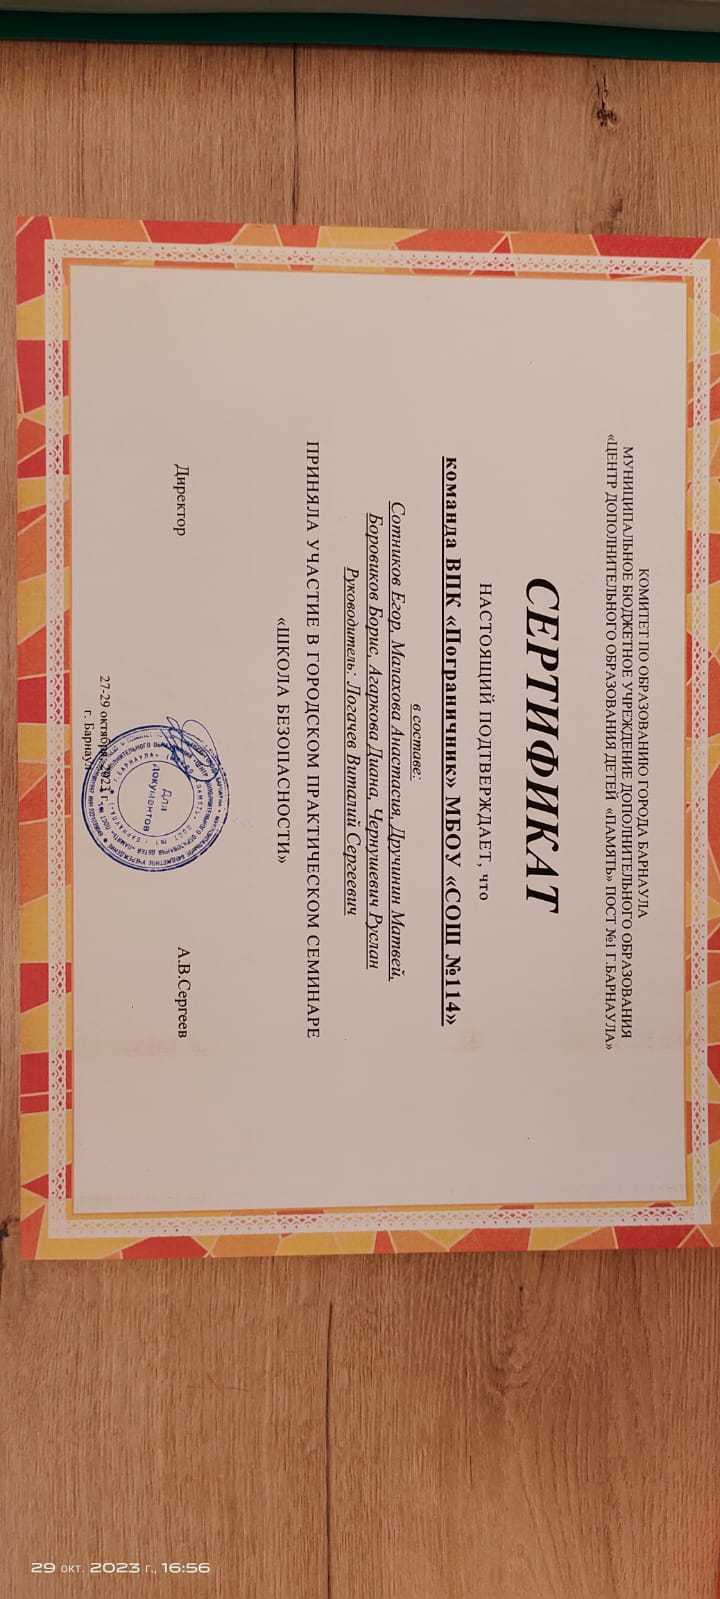 КОМИТЕТ ПО ОБРАЗОВАНИЮ ГОРОДА БАРНАУЛА
МУНИЦИПАЛЬНОЕ БЮДЖЕТНОЕ УЧРЕЖДЕНИЕ ДОПОЛНИТЕЛЬНОГО ОБРАЗОВАНИЯ
«ЦЕНТР ДОПОЛНИТЕЛЬНОГО ОБРАЗОВАНИЯ ДЕТЕЙ «ПАМЯТЬ» ПОСТ №1 Г.БАРНАУЛА»
СЕРТИФИКАТ
НАСТОЯЩИЙ ПОДТВЕРЖДАЕТ, что
команда ВПК «Пограничник» МБОУ «СОШ №114»
в составе:
Сотников Егор, Малахова Анастасия, Дручинин Матвей,
Боровиков Борис, Агаркова Диана, Чернушевич Руслан
Руководитель: Логачев Виталий Сергеевич
ПРИНЯЛА УЧАСТИЕ В ГОРОДСКОМ ПРАКТИЧЕСКОМ СЕМИНАРЕ
«ШКОЛА БЕЗОПАСНОСТИ»
Директор
А.В.Сергеев
Для
документов
27-29 октября 2023 г.
г. Барнаул
29 окт. 2023 г., 16:56